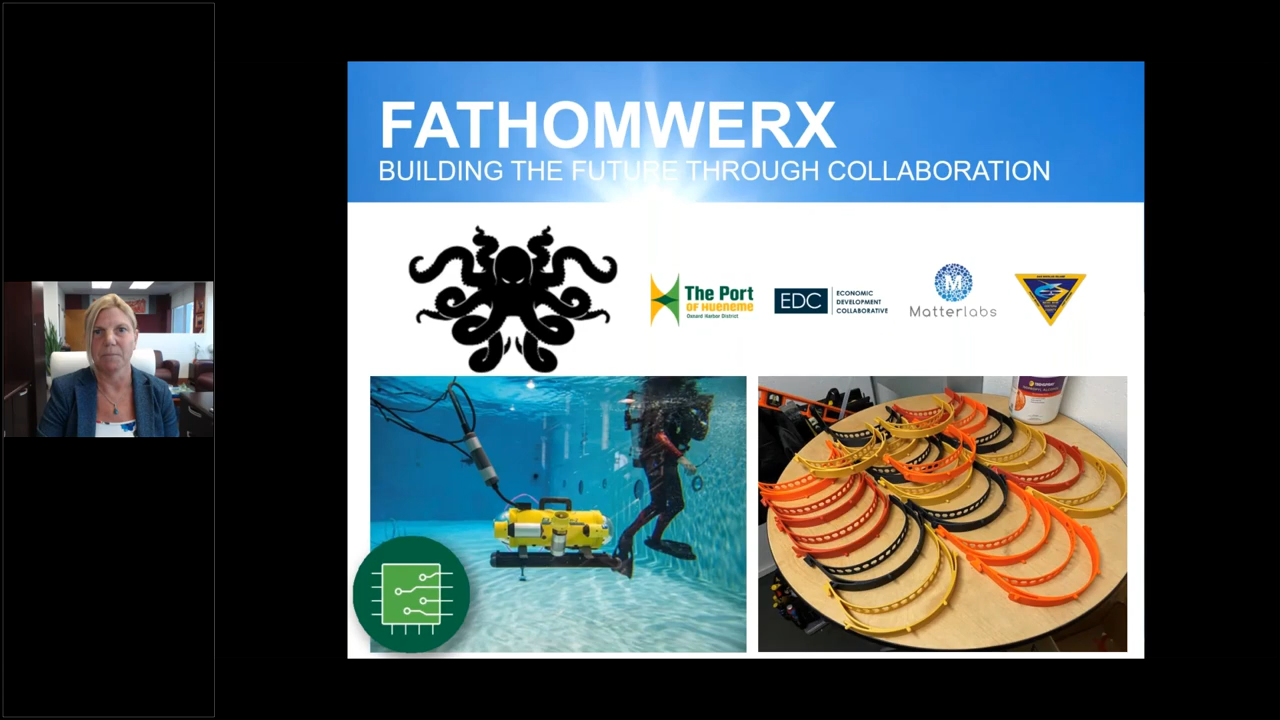 FATHOMWERX
BUILDING THE FUTURE THROUGH COLLABORATION
The Port
OF HUENEME
Oxnard Harbor District
EDC
ECONOMIC
DEVELOPMENT
COLLABORATIVE
M
Matterlabs